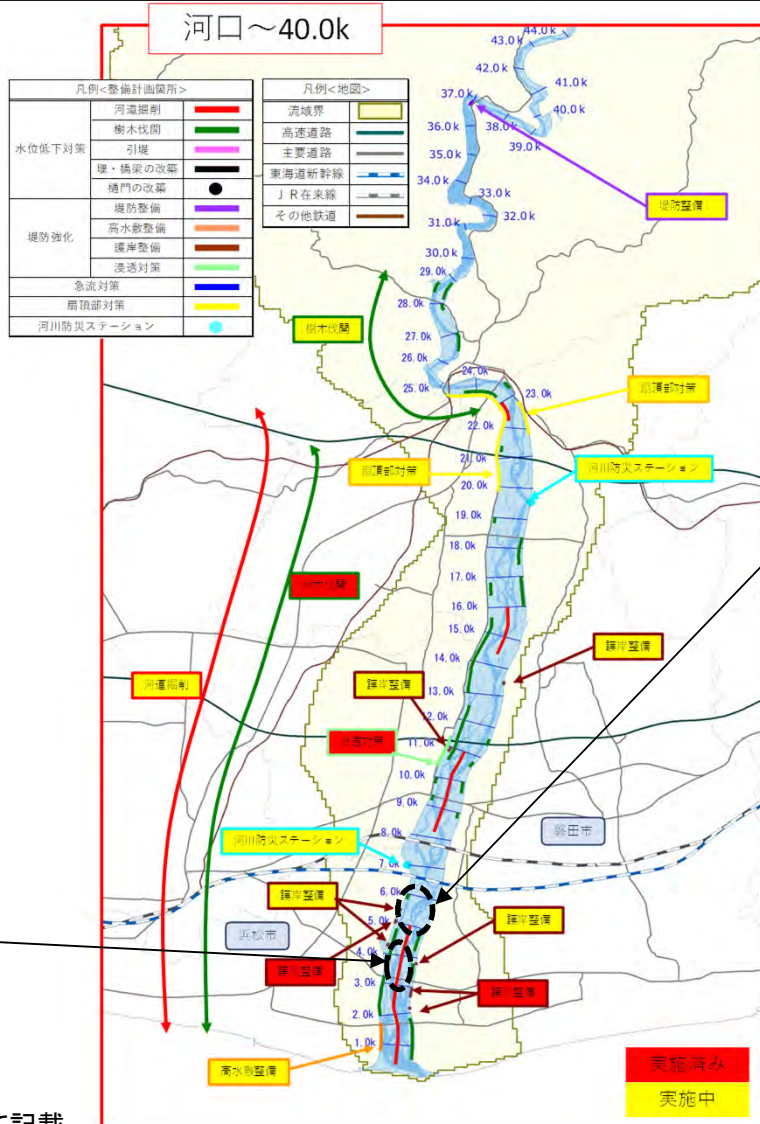 河口～40.0k
凡例<整備計画箇所>
水位低下対策
河道掘削
樹木伐開
引堤
堰・橋梁の改築
樋門の改築
堤防強化
堤防整備
高水敷整備
護岸整備
浸透対策
急流対策
扇頂部対策
河川防災ステーション
凡例<地図>
流域界
高速道路
主要道路
東海道新幹線
ＪＲ在来線
その他鉄道
44.0k
43.0k
42.0k
41.0k
40.0k
39.0k
38.0k
37.0k
36.0k
35.0k
34.0k
33.0k
32.0k
31.0k
30.0k
29.0k
28.0k
27.0k
26.0k
25.0k
24.0k
23.0k
22.0k
21.0k
20.0k
19.0k
18.0k
17.0k
16.0k
15.0k
14.0k
13.0k
12.0k
11.0k
10.0k
9.0k
8.0k
7.0k
6.0k
5.0k
4.0k
3.0k
2.0k
1.0k
堤防整備
樹木伐開
扇頂部対策
扇頂部対策
河川防災ステーション
樹木伐開
護岸整備
河道掘削
護岸整備
浸透対策
磐田市
河川防災ステーション
護岸整備
護岸整備
浜松市
護岸整備
護岸整備
高水敷整備
実施済み
実施中
記載